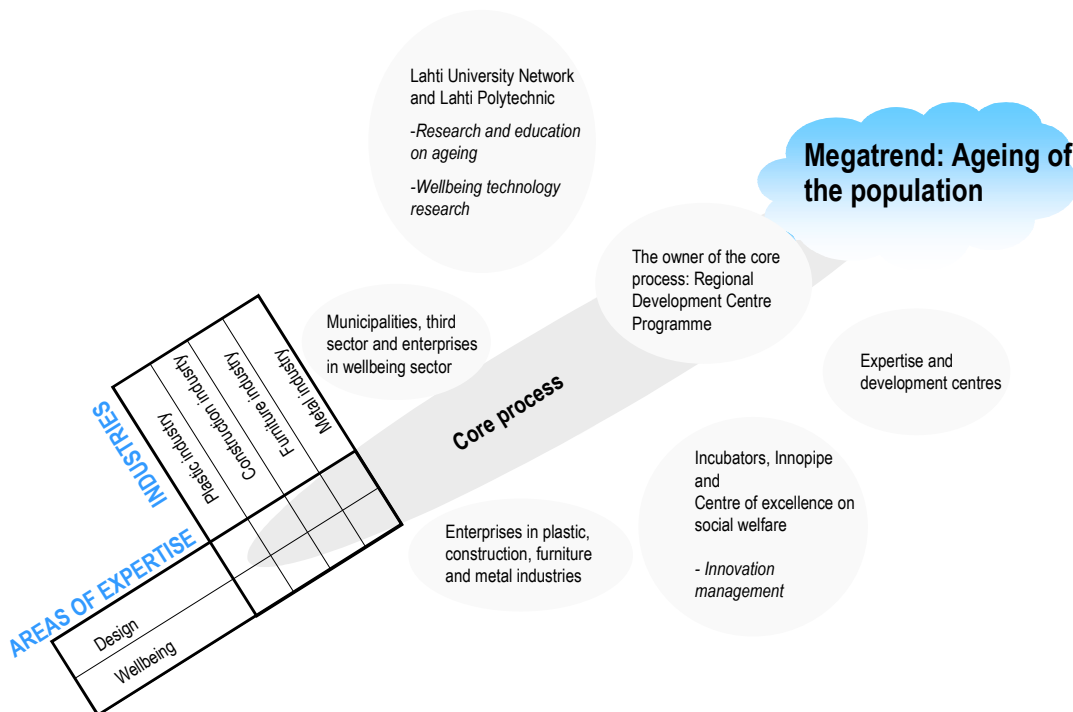 Lahti University Network
and Lahti Polytechnic
-Research and education
on ageing
-Wellbeing technology
research
Megatrend: Ageing of
the population
The owner of the core
process: Regional
Development Centre
Programme
Municipalities, third
sector and enterprises
in wellbeing sector
Expertise and
development centres
Core process
INDUSTRIES
Plastic industry
Construction industry
Furniture industry
Metal industry
Incubators, Innopipe
and
Centre of excellence on
social welfare
- Innovation
management
Enterprises in plastic,
construction, furniture
and metal industries
AREAS OF EXPERTISE
Design
Wellbeing